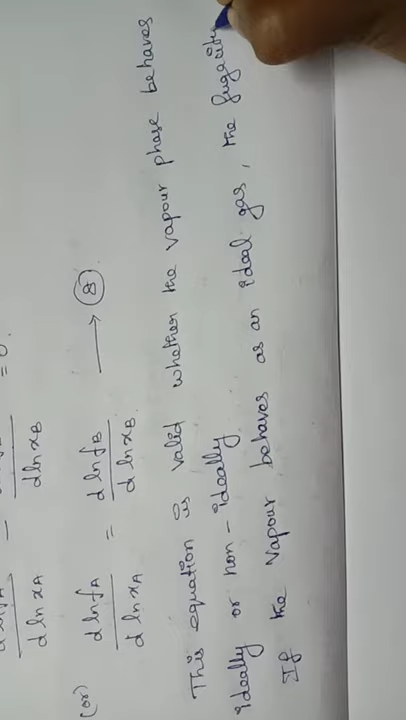 d ln xA d ln xB = 0.
(or) d ln fA / d ln xA = d ln fB / d ln xB → 8
This equation is valid whether the vapour phase behaves
ideally or non-ideally
If the vapour behaves as an ideal gas, the fugacity